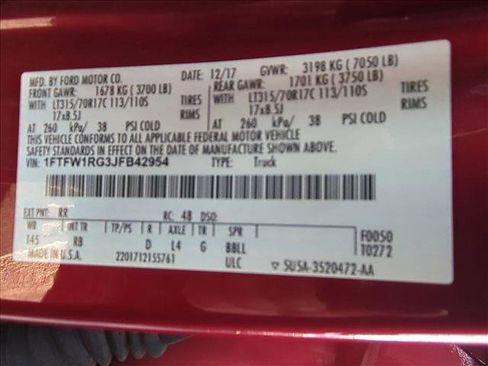 MFD. BY FORD MOTOR CO. DATE: 12/17 GVWR: 3198 KG ( 7050 LB)
FRONT GAWR: 1678 KG ( 3700 LB) REAR GAWR: 1701 KG ( 3750 LB)
WITH LT315/70R17C 113/110S TIRES WITH LT315/70R17C 113/110S TIRES
17x8.5J RIMS 17x8.5J RIMS
AT 260 kPa/ 38 PSI COLD AT 260 kPa/ 38 PSI COLD
THIS VEHICLE CONFORMS TO ALL APPLICABLE FEDERAL MOTOR VEHICLE
SAFETY STANDARDS IN EFFECT ON THE DATE OF MANUFACTURE SHOWN ABOVE.
VIN: 1FTFW1RG3JFB42954 TYPE: Truck
EXT PNT: RR RC: 48 DSO: F0050
WB INT TR TP/PS R AXLE TR SPR T0272
145 RB D L4 G BBLL
MADE IN U.S.A. 2201712155761 ULC ▽ 5U5A-3520472-AA